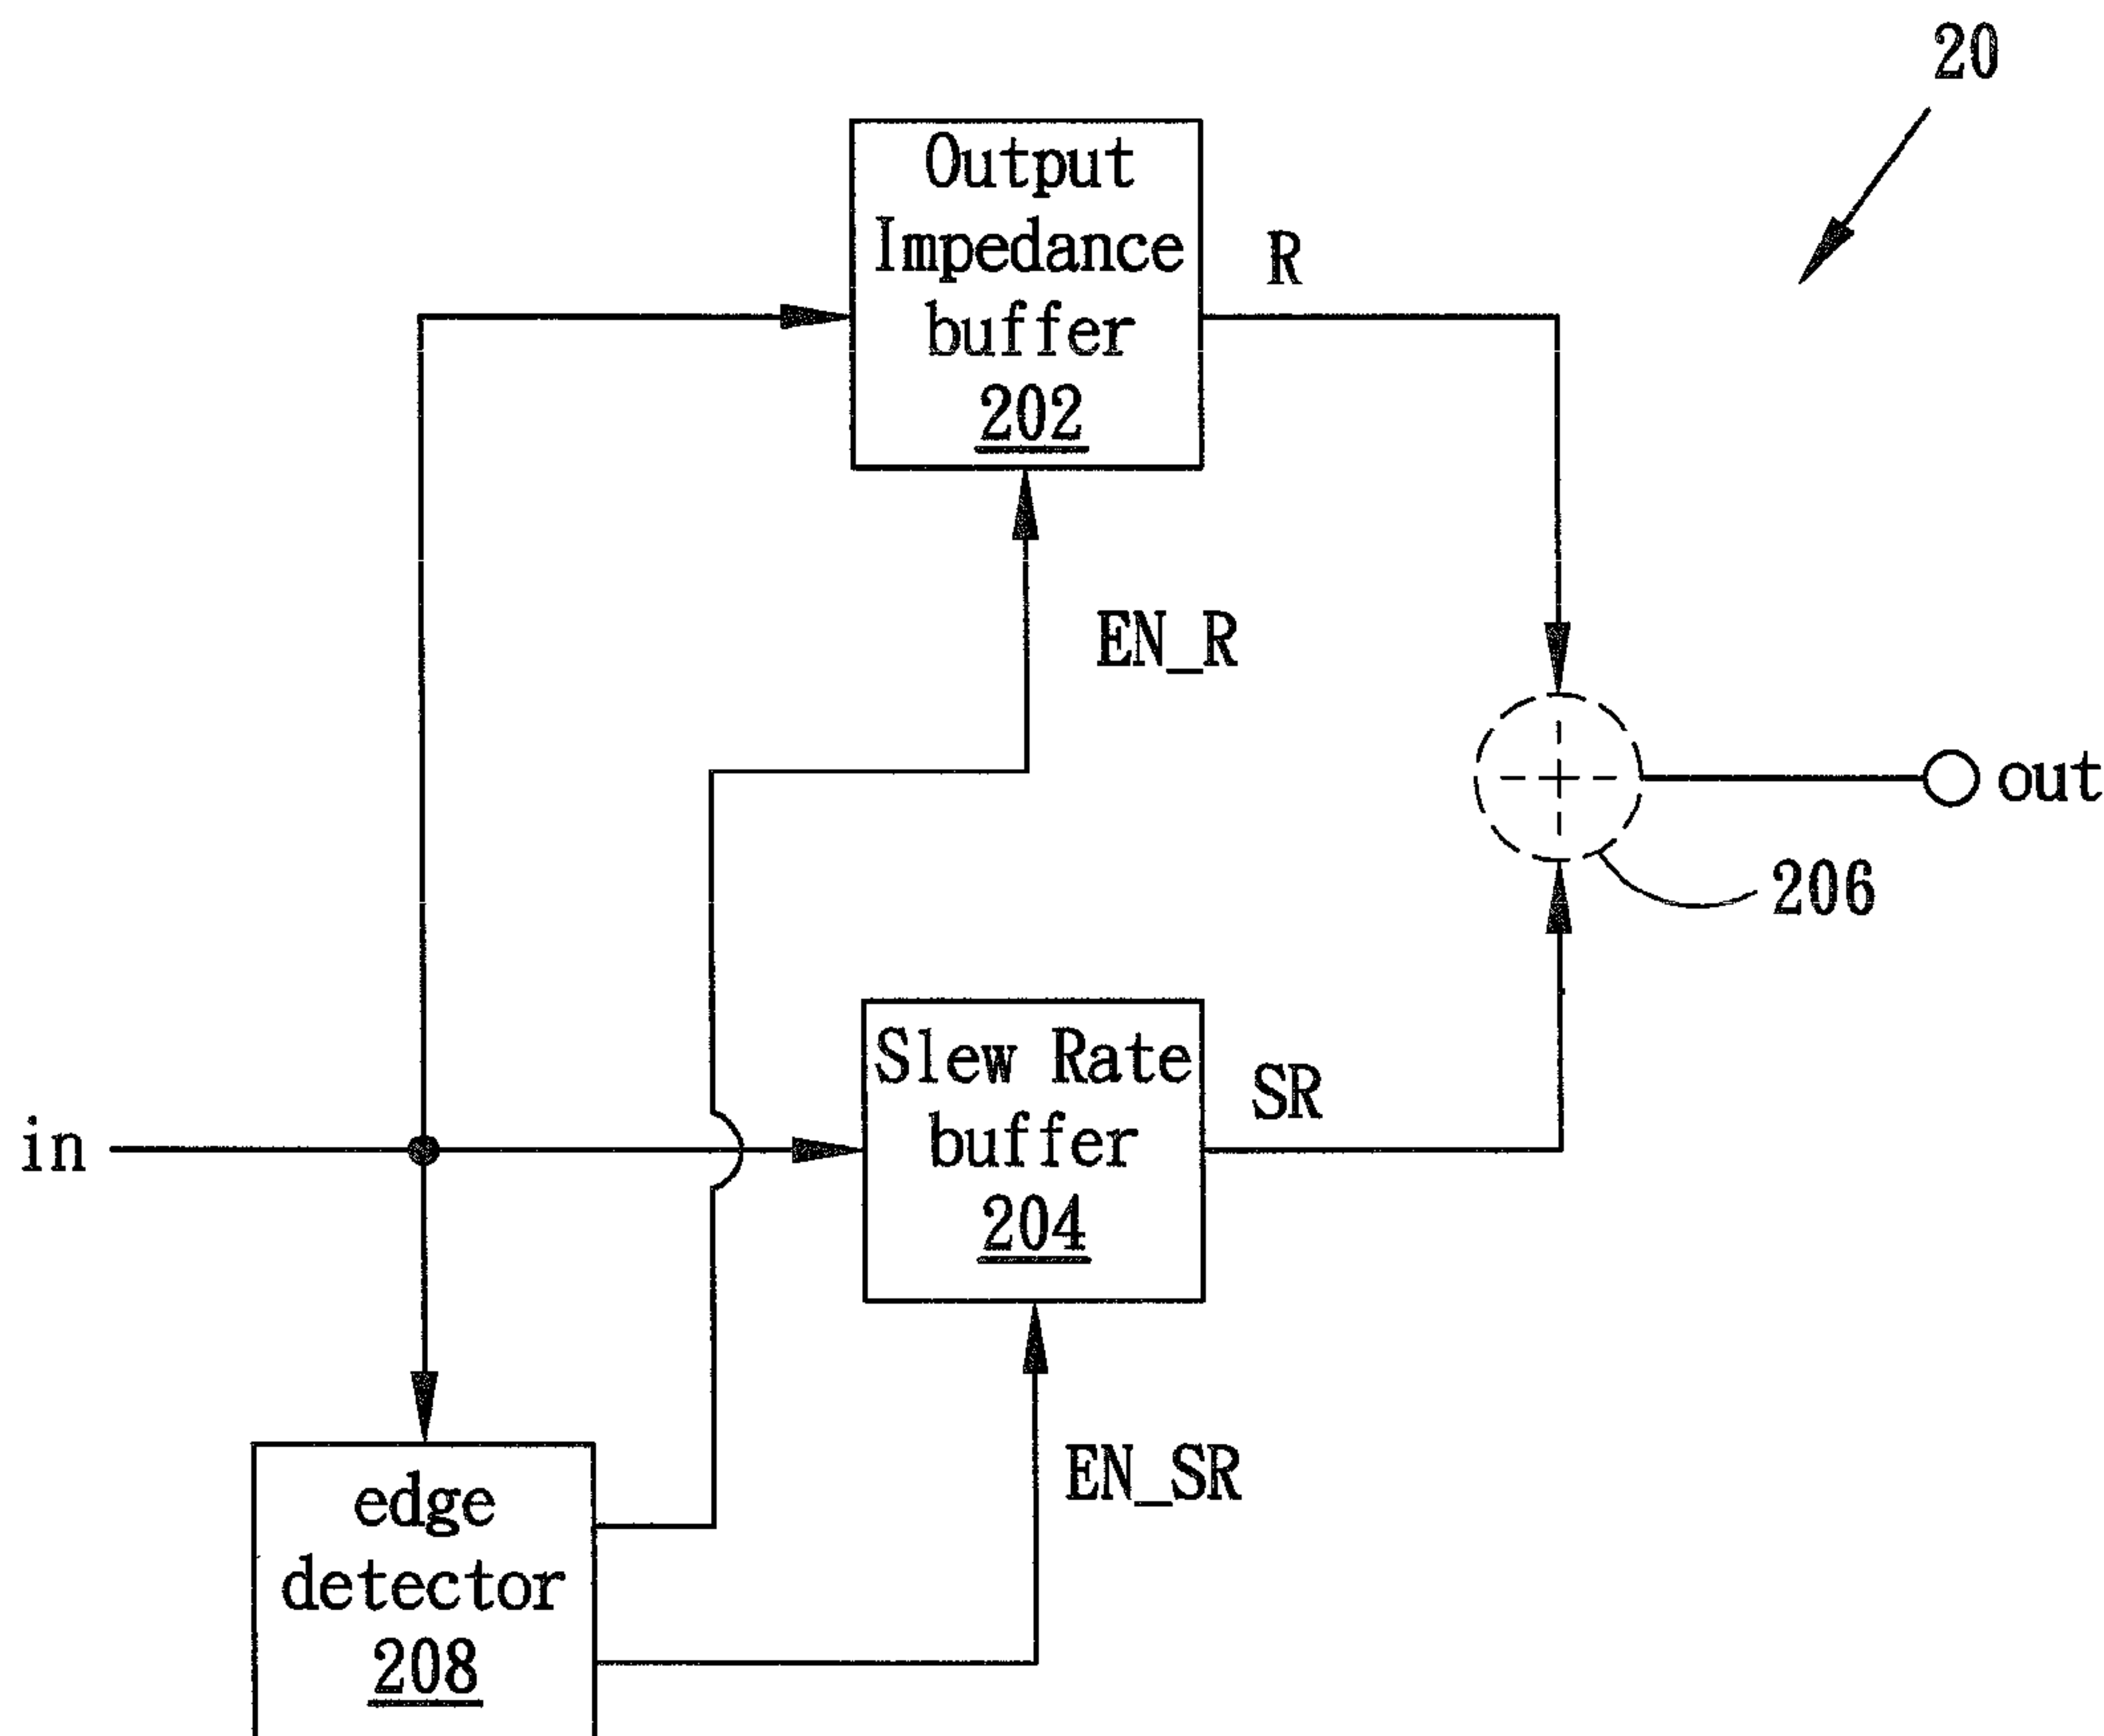 20
Output
Impedance
buffer
202
R
EN_R
out
206
Slew Rate
buffer
204
SR
in
EN_SR
edge
detector
208